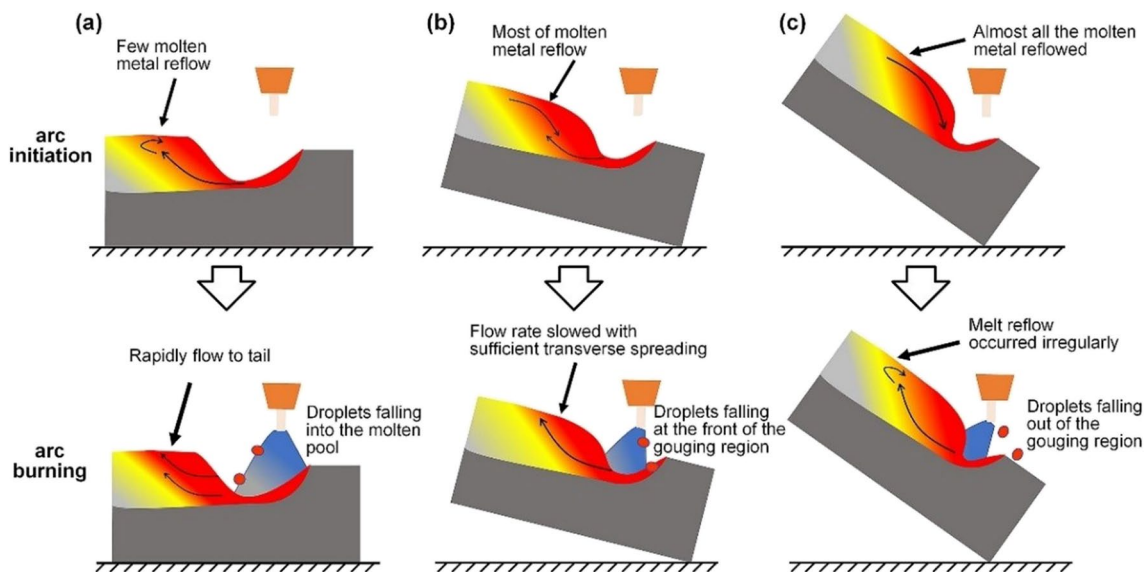 (a)
(b)
(c)
Few molten
metal reflow
Most of molten
metal reflow
Almost all the molten
metal reflowed
arc
initiation
Rapidly flow to tail
Droplets falling
into the molten
pool
Flow rate slowed with
sufficient transverse spreading
Droplets falling
at the front of the
gouging region
Melt reflow
occurred irregularly
Droplets falling
out of the
gouging region
arc
burning